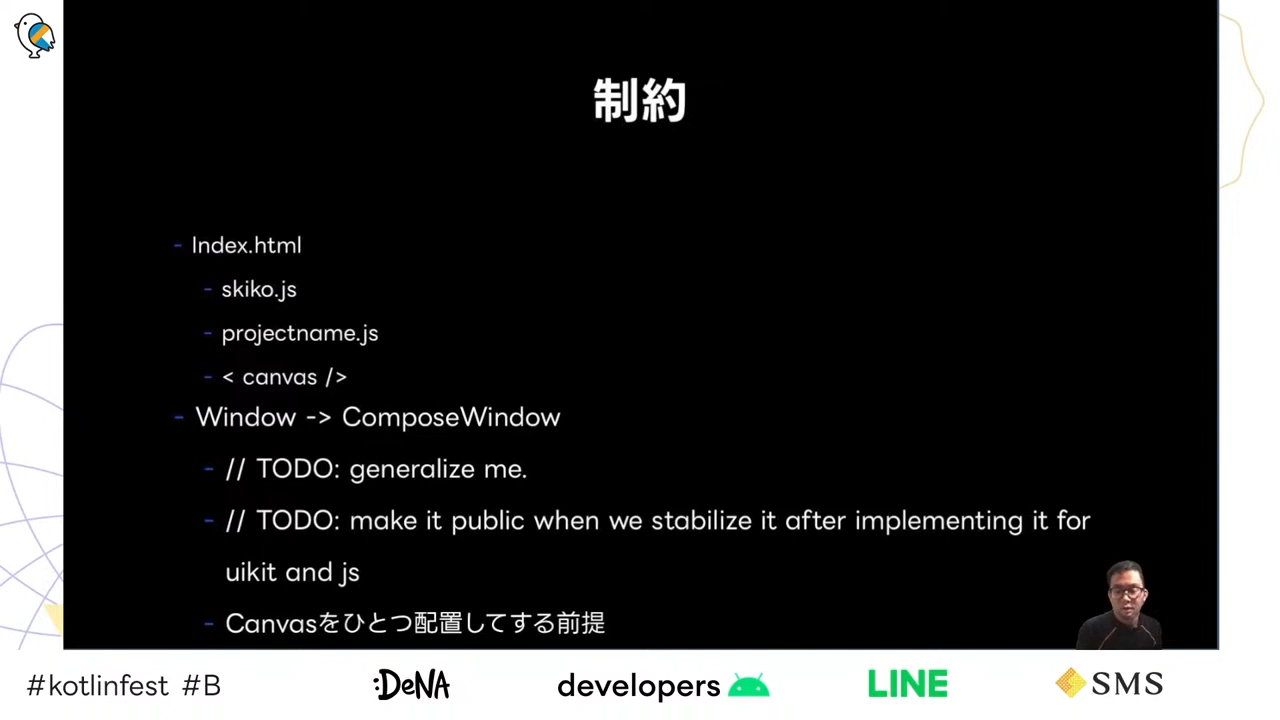 制約
- Index.html
- skiko.js
- projectname.js
- < canvas />
- Window -> ComposeWindow
- // TODO: generalize me.
- // TODO: make it public when we stabilize it after implementing it for
uikit and js
- Canvasをひとつ配置してする前提
#kotlinfest #B
:DeNA
developers
LINE
SMS